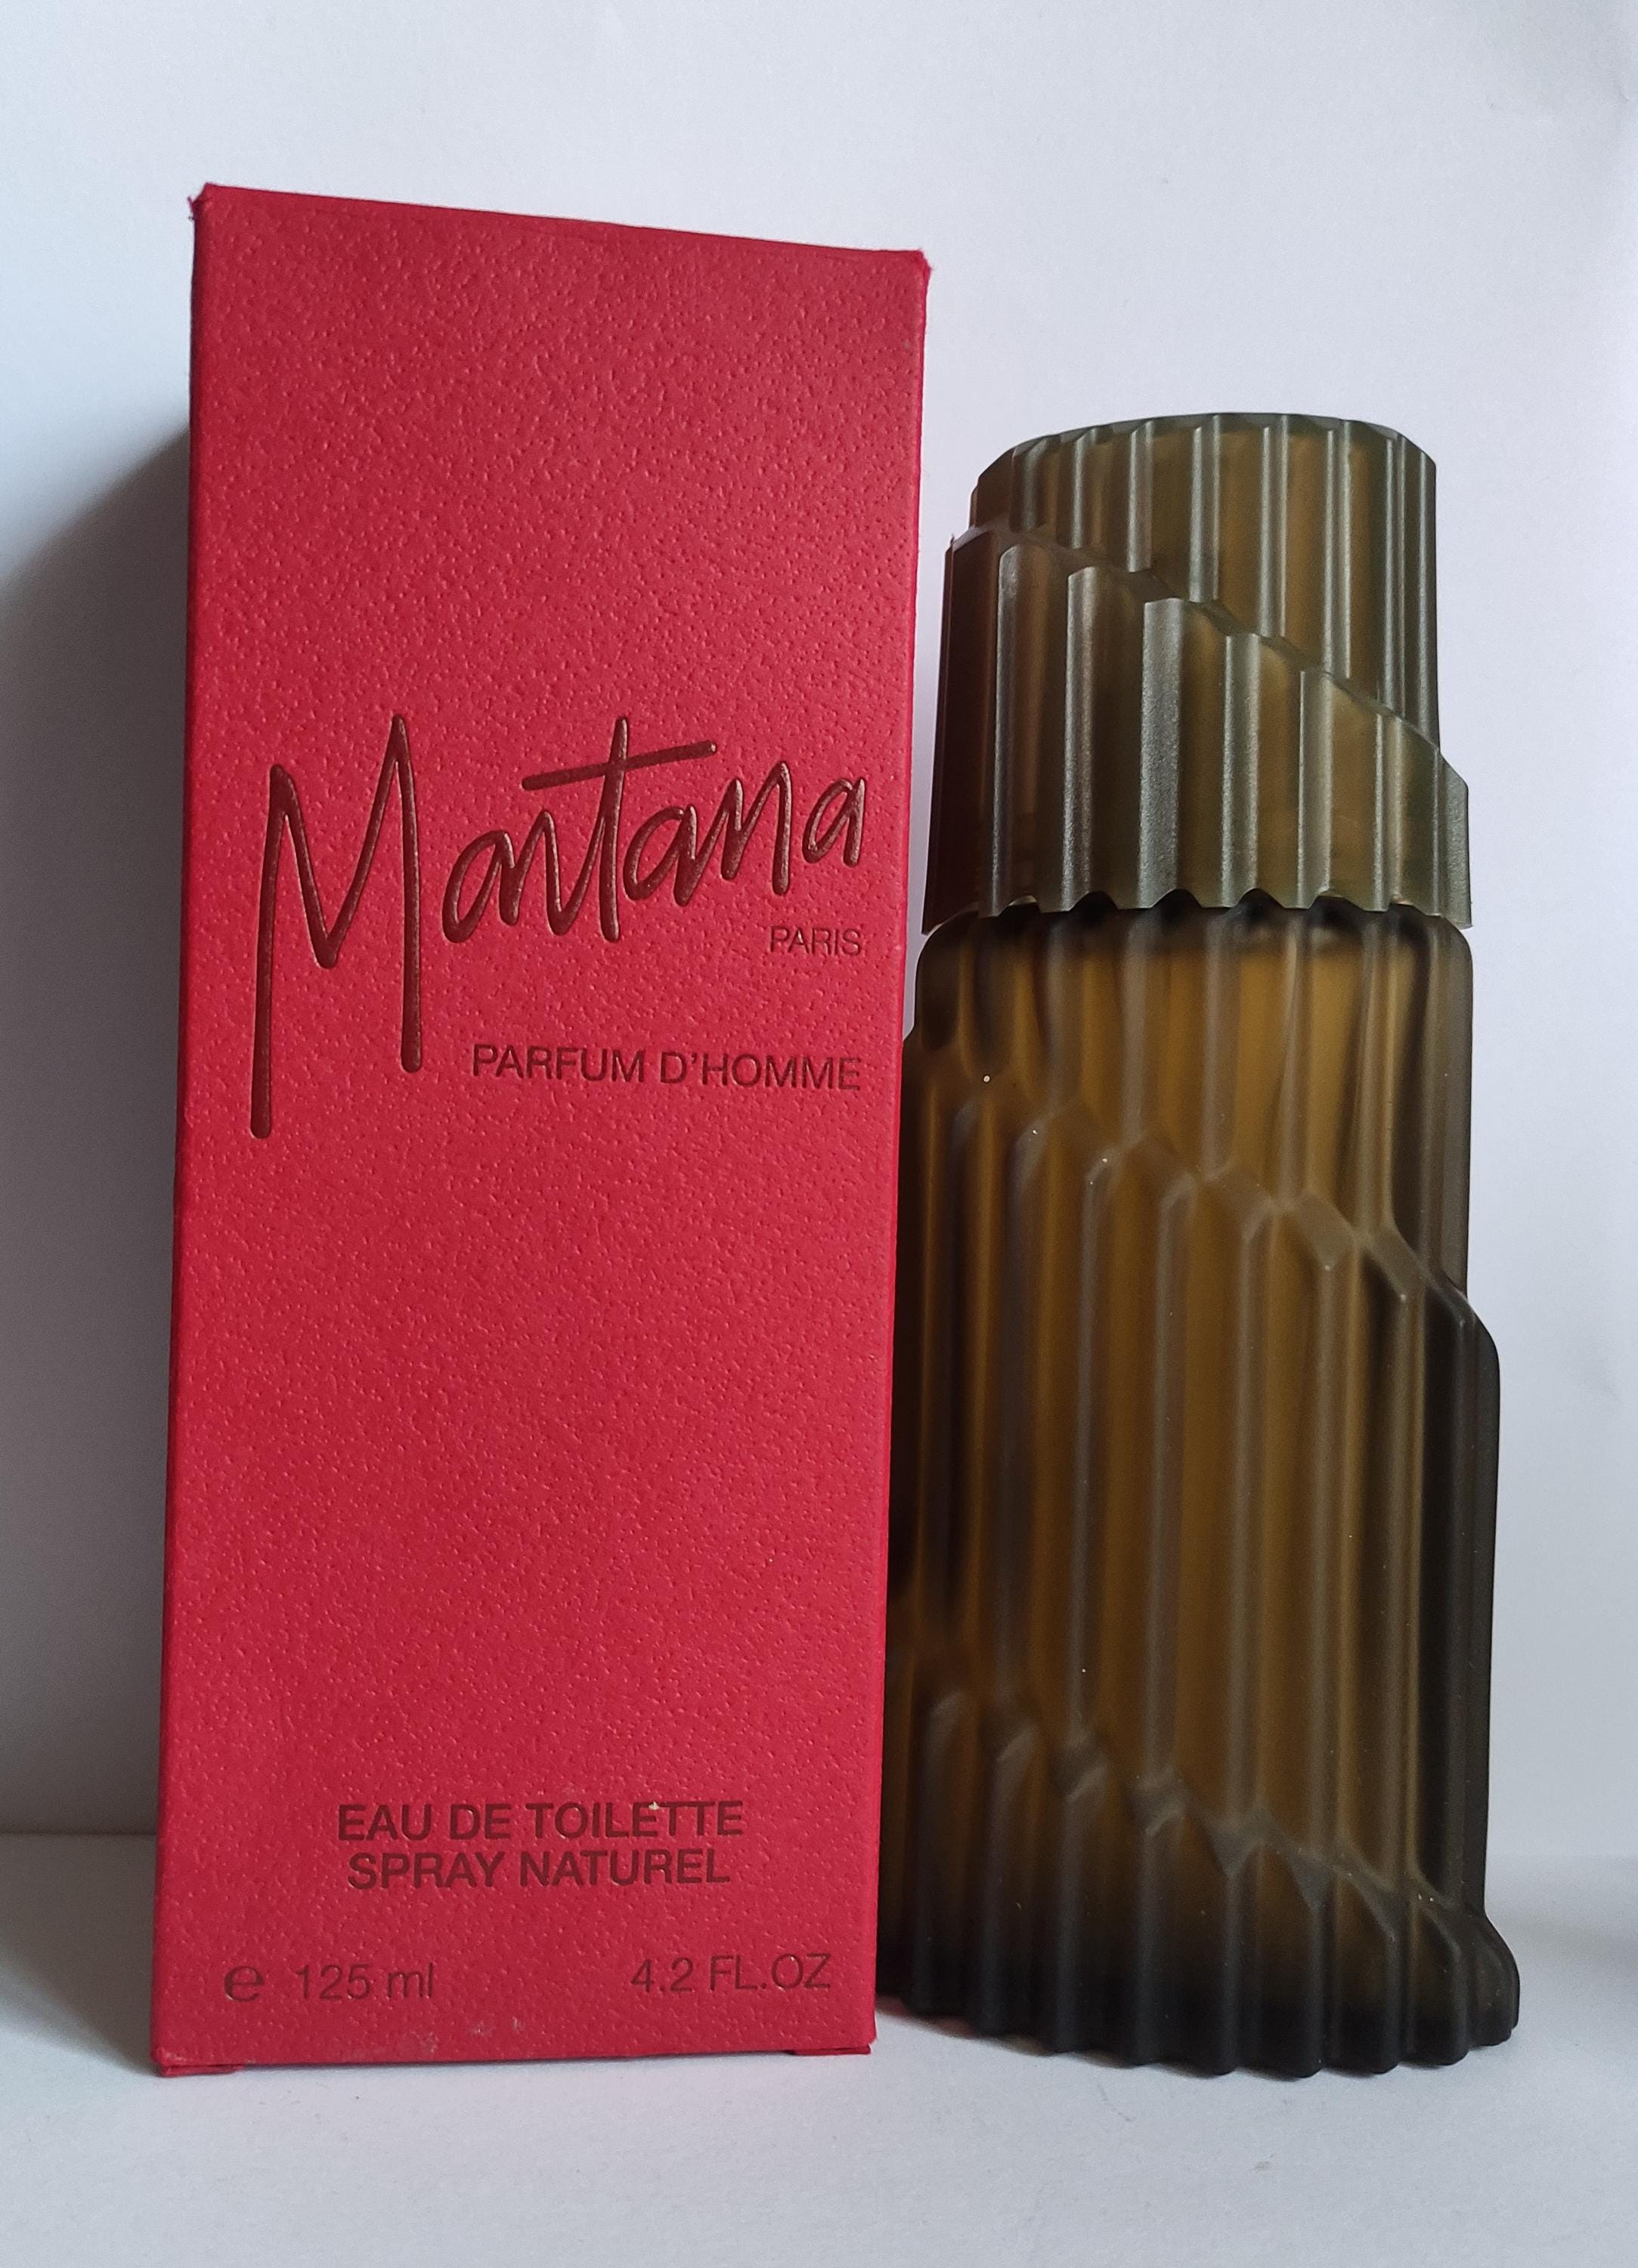 Montana
PARIS
PARFUM D'HOMME
EAU DE TOILETTE
SPRAY NATUREL
℮ 125 ml 4.2 FL.OZ